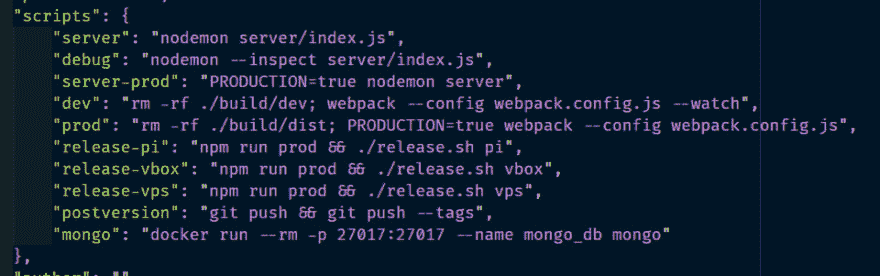 "scripts": {
"server": "nodemon server/index.js",
"debug": "nodemon --inspect server/index.js",
"server-prod": "PRODUCTION=true nodemon server",
"dev": "rm -rf ./build/dev; webpack --config webpack.config.js --watch",
"prod": "rm -rf ./build/dist; PRODUCTION=true webpack --config webpack.config.js",
"release-pi": "npm run prod && ./release.sh pi",
"release-vbox": "npm run prod && ./release.sh vbox",
"release-vps": "npm run prod && ./release.sh vps",
"postversion": "git push && git push --tags",
"mongo": "docker run --rm -p 27017:27017 --name mongo_db mongo"
},